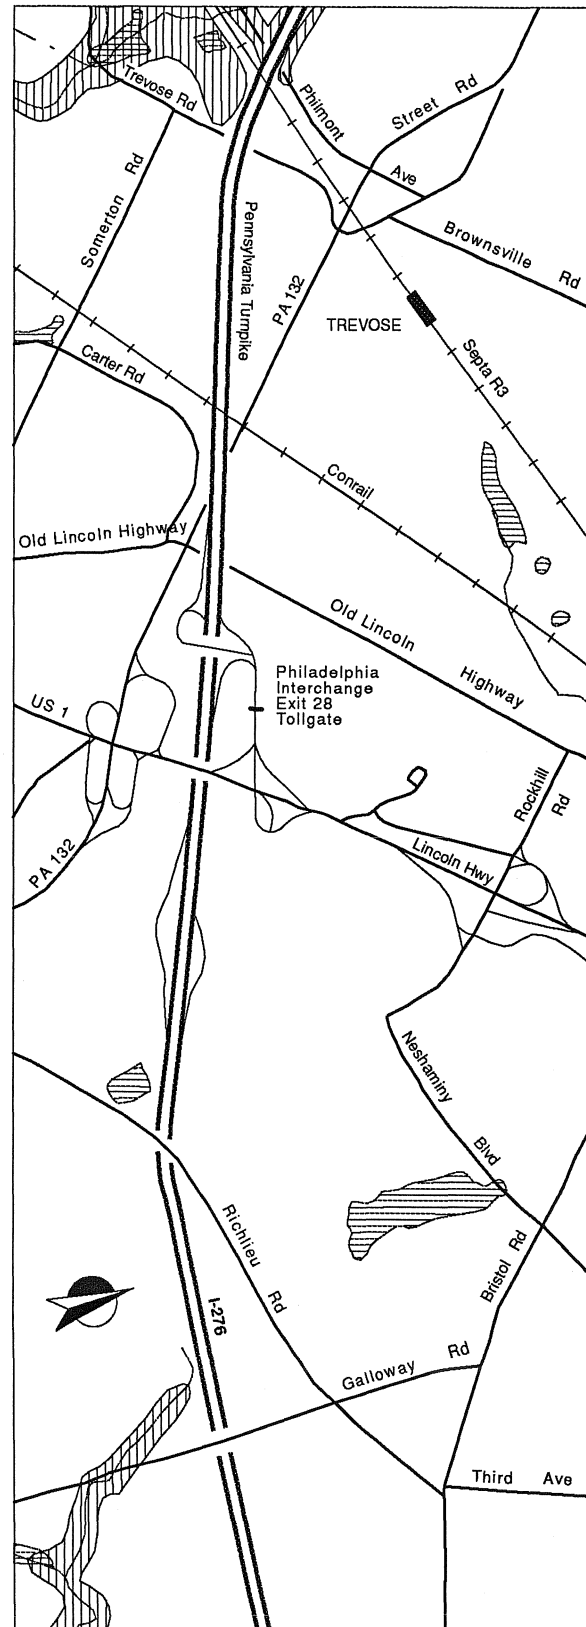 Trevose Rd
Philmont
Ave
Street Rd
Somerton Rd
Pennsylvania Turnpike
PA 132
Brownsville Rd
TREVOSE
Septa R3
Carter Rd
Conrail
Old Lincoln Highway
Old Lincoln
Highway
US 1
Philadelphia
Interchange
Exit 28
Tollgate
Rockhill
Rd
PA 132
Lincoln Hwy
Neshaminy
Blvd
Richlieu
Rd
Bristol Rd
I-276
Galloway Rd
Third Ave